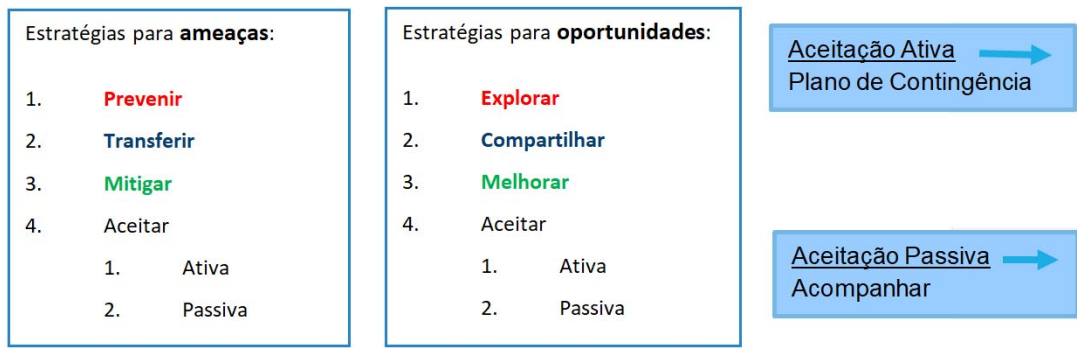 Estratégias para ameaças:
1. Prevenir
2. Transferir
3. Mitigar
4. Aceitar
1. Ativa
2. Passiva
Estratégias para oportunidades:
1. Explorar
2. Compartilhar
3. Melhorar
4. Aceitar
1. Ativa
2. Passiva
Aceitação Ativa
Plano de Contingência
Aceitação Passiva
Acompanhar